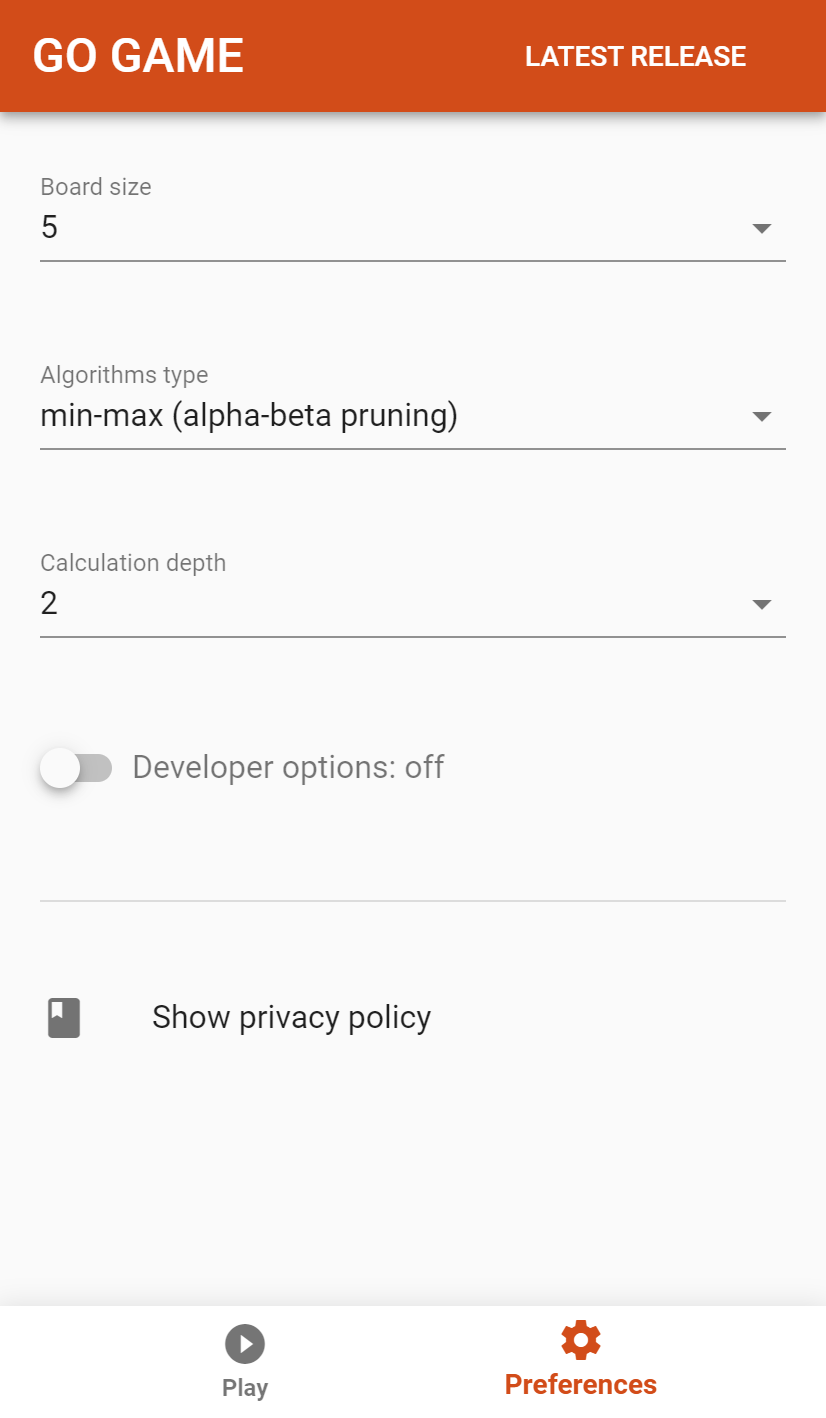 GO GAME
LATEST RELEASE
Board size
5
Algorithms type
min-max (alpha-beta pruning)
Calculation depth
2
Developer options: off
Show privacy policy
Play
Preferences